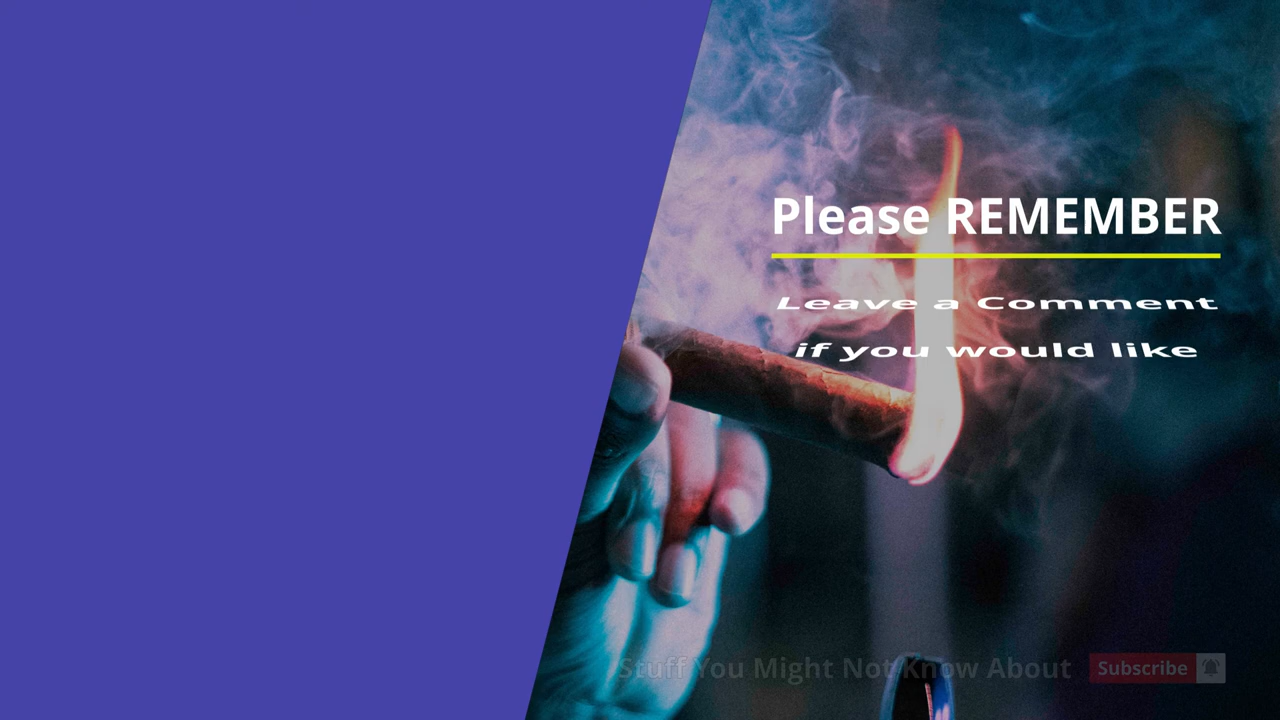 Please REMEMBER
Leave a Comment
if you would like
Stuff You Might Not Know About
Subscribe